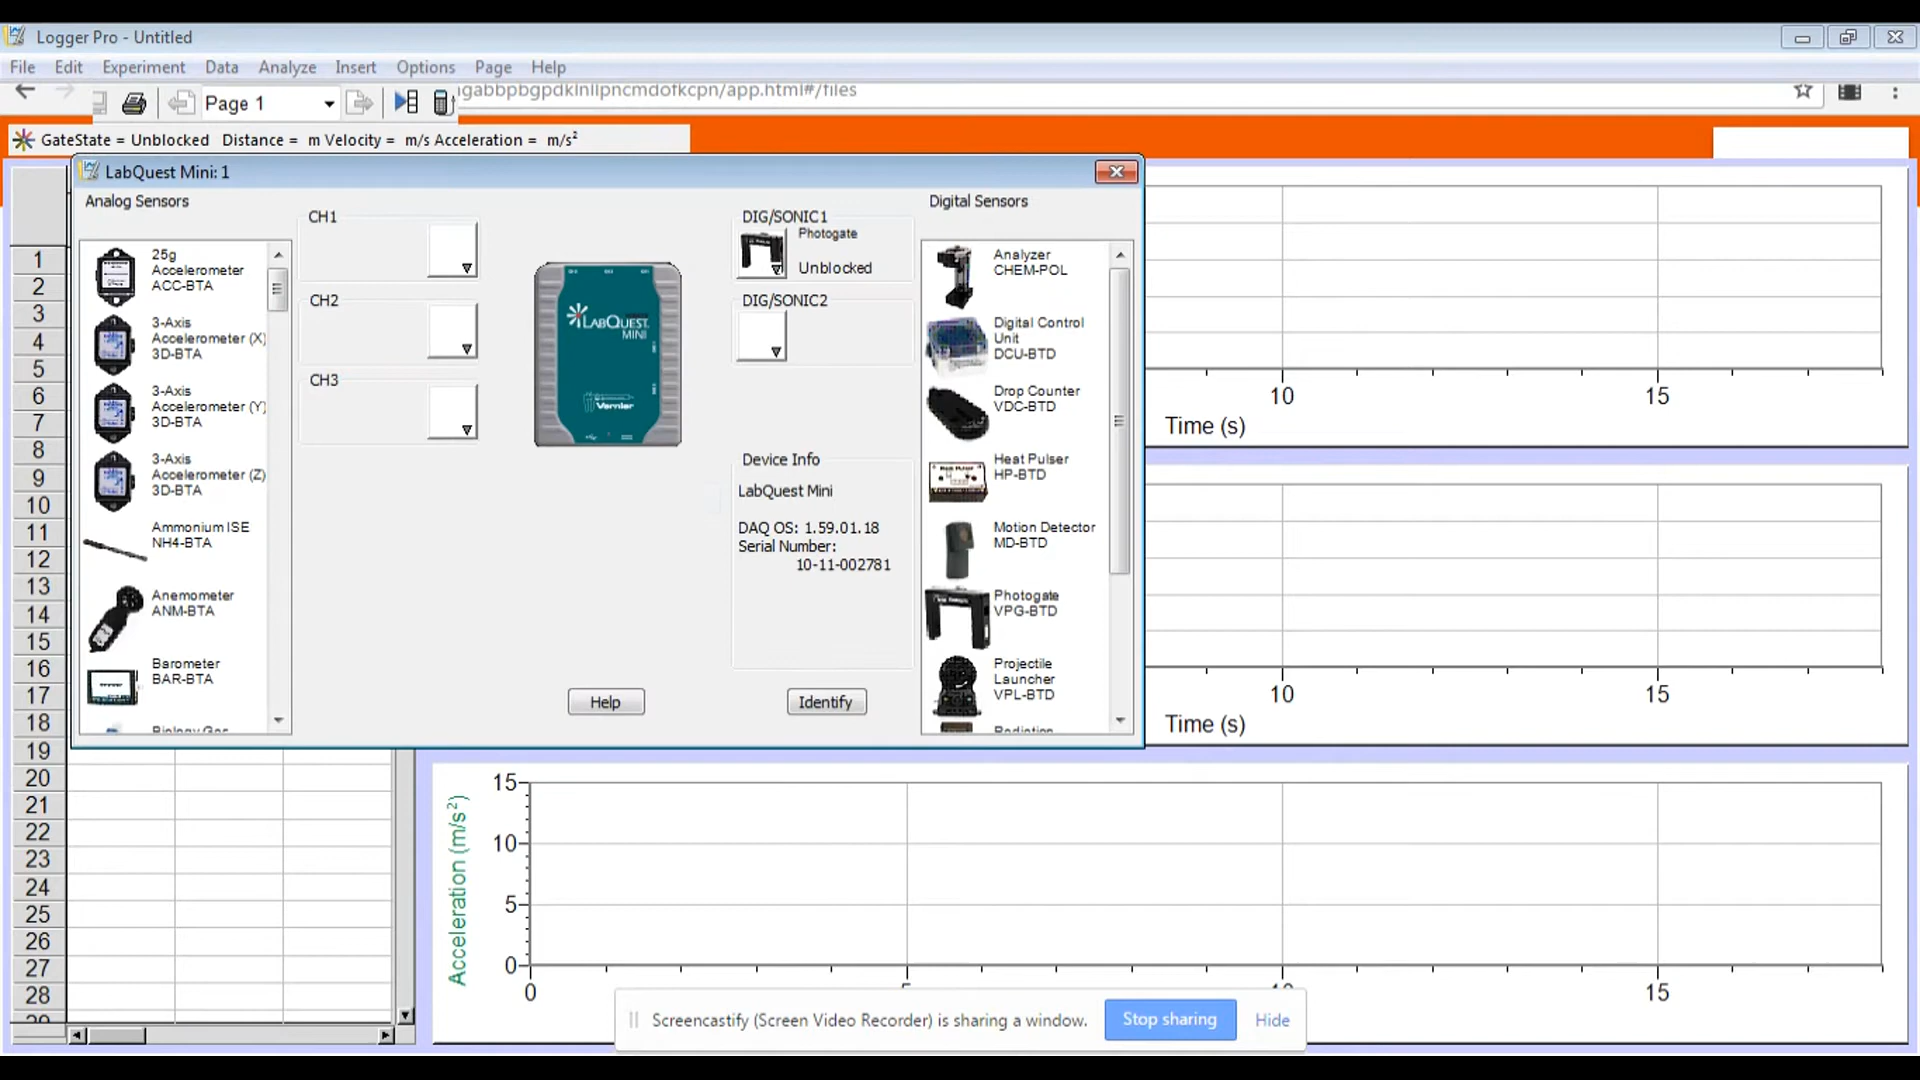 Logger Pro - Untitled
File Edit Experiment Data Analyze Insert Options Page Help
Page 1
gabbpbgpdklnllpncmdofkcpn/app.html#/files
GateState = Unblocked Distance = m Velocity = m/s Acceleration = m/s²
LabQuest Mini: 1
Analog Sensors
25g
Accelerometer
ACC-BTA
3-Axis
Accelerometer (X)
3D-BTA
3-Axis
Accelerometer (Y)
3D-BTA
3-Axis
Accelerometer (Z)
3D-BTA
Ammonium ISE
NH4-BTA
Anemometer
ANM-BTA
Barometer
BAR-BTA
Biology Gas
CH1
CH2
CH3
LABQUEST
MINI
Vernier
Help
DIG/SONIC1
Photogate
Unblocked
DIG/SONIC2
Device Info
LabQuest Mini
DAQ OS: 1.59.01.18
Serial Number:
10-11-002781
Identify
Digital Sensors
Analyzer
CHEM-POL
Digital Control
Unit
DCU-BTD
Drop Counter
VDC-BTD
Heat Pulser
HP-BTD
Motion Detector
MD-BTD
Photogate
VPG-BTD
Projectile
Launcher
VPL-BTD
Radiation
1
2
3
4
5
6
7
8
9
10
11
12
13
14
15
16
17
18
19
20
21
22
23
24
25
26
27
28
29
10 15
Time (s)
10 15
Time (s)
Acceleration (m/s²)
15
10
5
0
0 5 10 15
Screencastify (Screen Video Recorder) is sharing a window. Stop sharing Hide